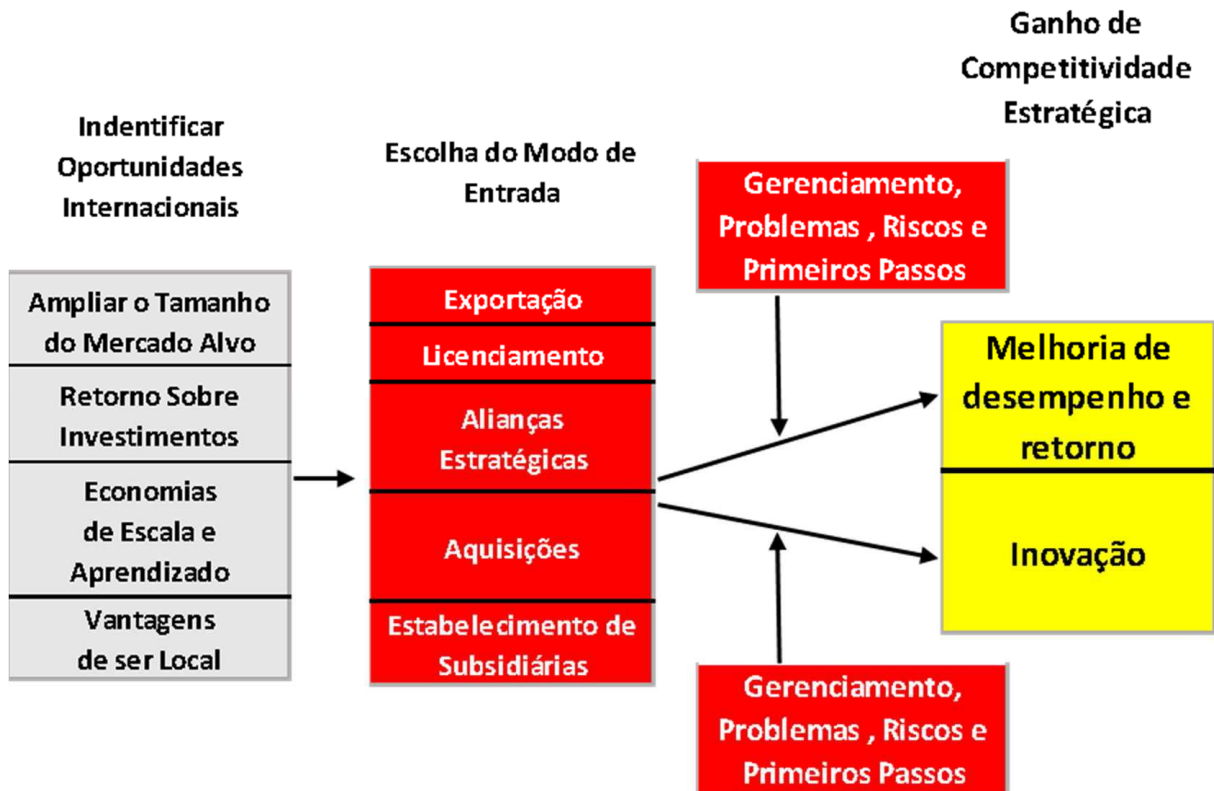 Indentificar
Oportunidades
Internacionais
Ampliar o Tamanho
do Mercado Alvo
Retorno Sobre
Investimentos
Economias
de Escala e
Aprendizado
Vantagens
de ser Local
Escolha do Modo de
Entrada
Exportação
Licenciamento
Alianças
Estratégicas
Aquisições
Estabelecimento de
Subsidiárias
Gerenciamento,
Problemas , Riscos e
Primeiros Passos
Gerenciamento,
Problemas , Riscos e
Primeiros Passos
Ganho de
Competitividade
Estratégica
Melhoria de
desempenho e
retorno
Inovação